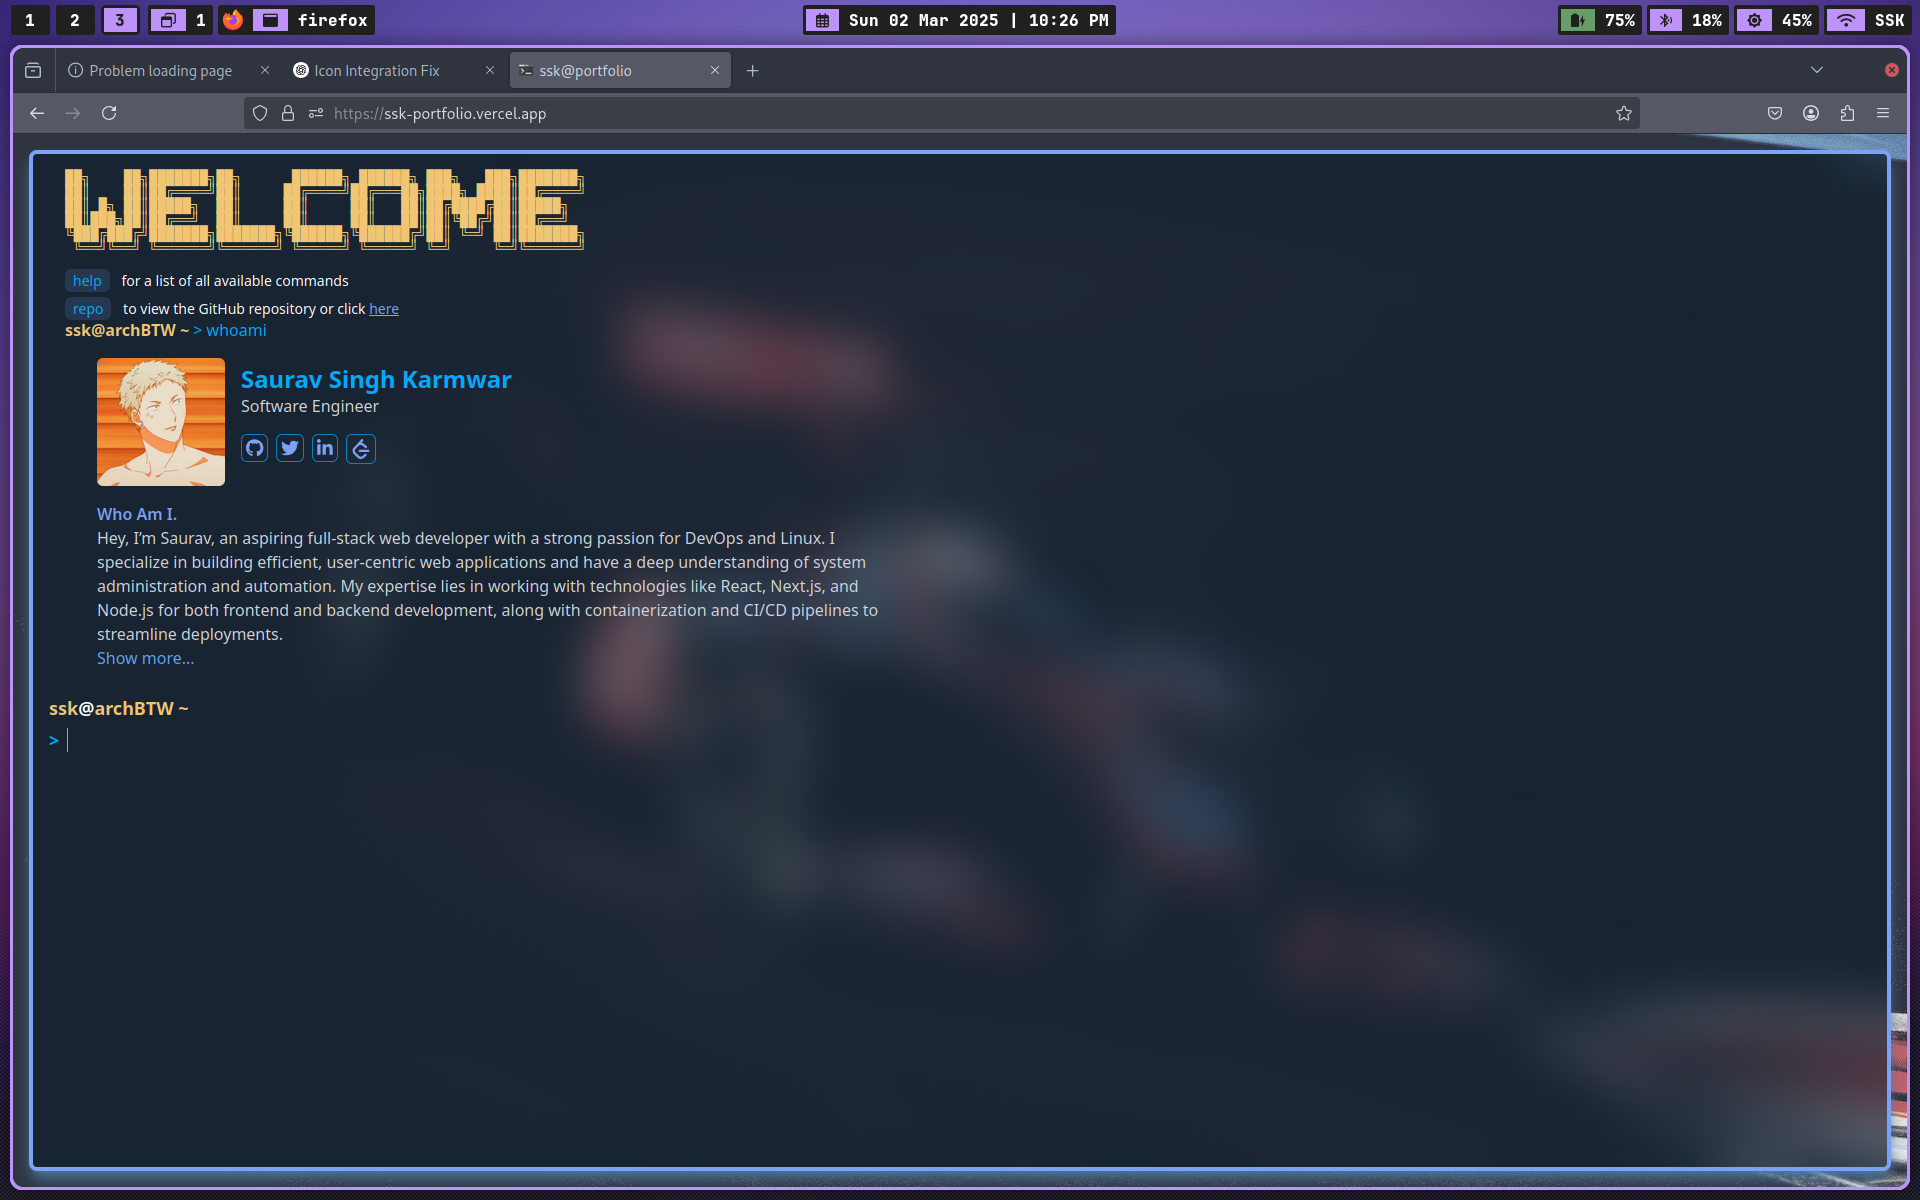 1 2 3 1 firefox Sun 02 Mar 2025 | 10:26 PM 75% 18% 45% SSK
Problem loading page Icon Integration Fix ssk@portfolio
https://ssk-portfolio.vercel.app
WELCOME
help for a list of all available commands
repo to view the GitHub repository or click here
ssk@archBTW ~ > whoami
Saurav Singh Karmwar
Software Engineer
in
Who Am I.
Hey, I’m Saurav, an aspiring full-stack web developer with a strong passion for DevOps and Linux. I
specialize in building efficient, user-centric web applications and have a deep understanding of system
administration and automation. My expertise lies in working with technologies like React, Next.js, and
Node.js for both frontend and backend development, along with containerization and CI/CD pipelines to
streamline deployments.
Show more...
ssk@archBTW ~
>